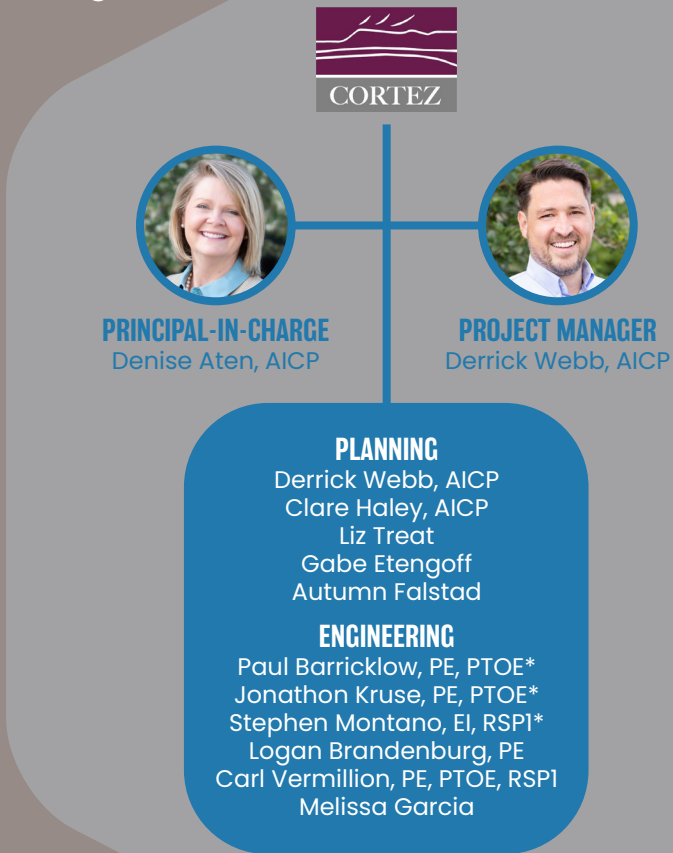 CORTEZ
PRINCIPAL-IN-CHARGE
Denise Aten, AICP
PROJECT MANAGER
Derrick Webb, AICP
PLANNING
Derrick Webb, AICP
Clare Haley, AICP
Liz Treat
Gabe Etengoff
Autumn Falstad
ENGINEERING
Paul Barricklow, PE, PTOE*
Jonathon Kruse, PE, PTOE*
Stephen Montano, EI, RSP1*
Logan Brandenburg, PE
Carl Vermillion, PE, PTOE, RSP1
Melissa Garcia